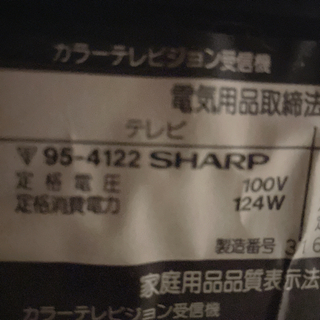 カラーテレビジョン受信機
電気用品取締法
テレビ
▽ 95-4122 SHARP
定格電圧 100V
定格消費電力 124W
製造番号 316
家庭用品品質表示法
カラーテレビジョン受信機